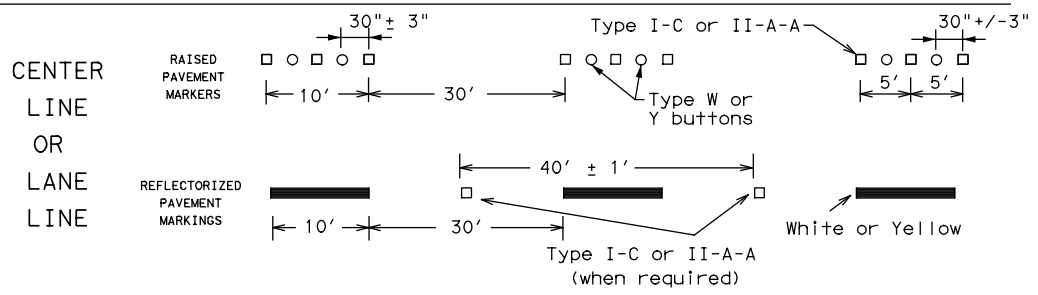 CENTER
LINE
OR
LANE
LINE
RAISED
PAVEMENT
MARKERS
30"± 3"
10'
30'
Type I-C or II-A-A
Type W or
Y buttons
30"+/-3"
5'
5'
REFLECTORIZED
PAVEMENT
MARKINGS
10'
30'
40' ± 1'
Type I-C or II-A-A
(when required)
White or Yellow